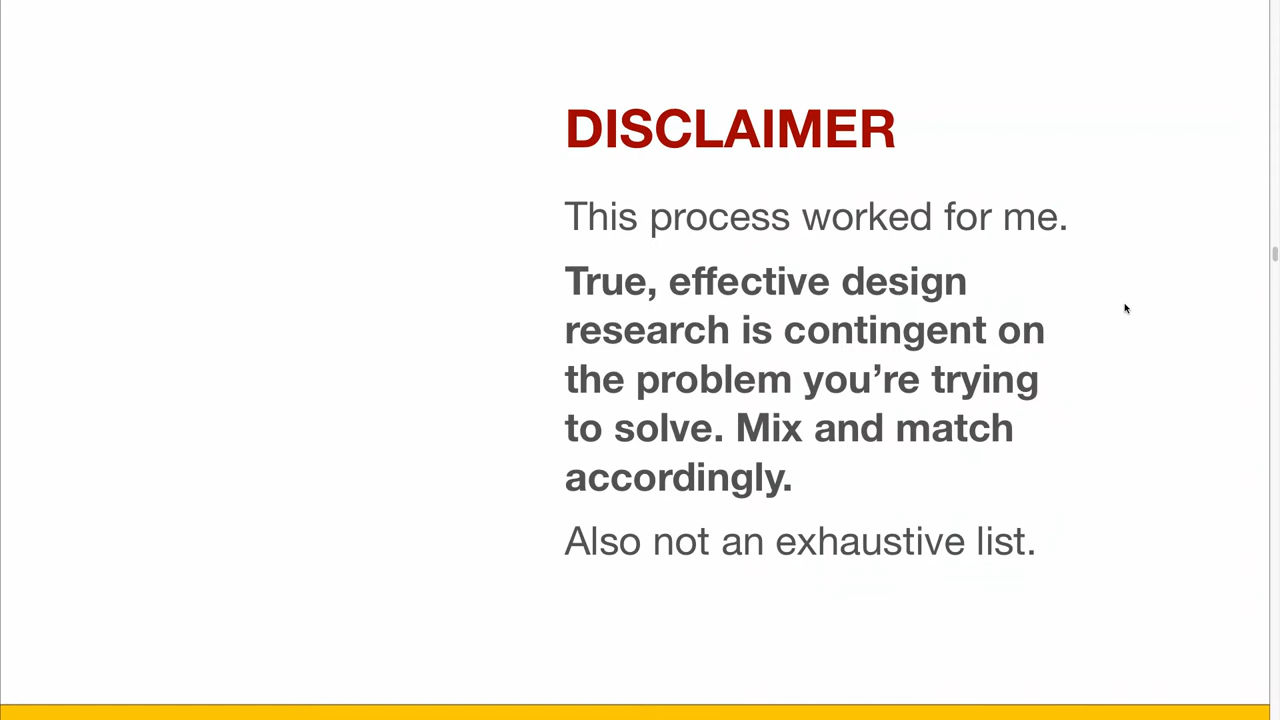 DISCLAIMER
This process worked for me.
True, effective design
research is contingent on
the problem you’re trying
to solve. Mix and match
accordingly.
Also not an exhaustive list.